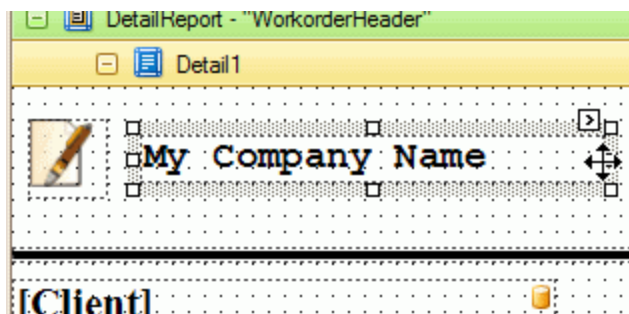 DetailReport - "WorkorderHeader"
Detail1
My Company Name
[Client]